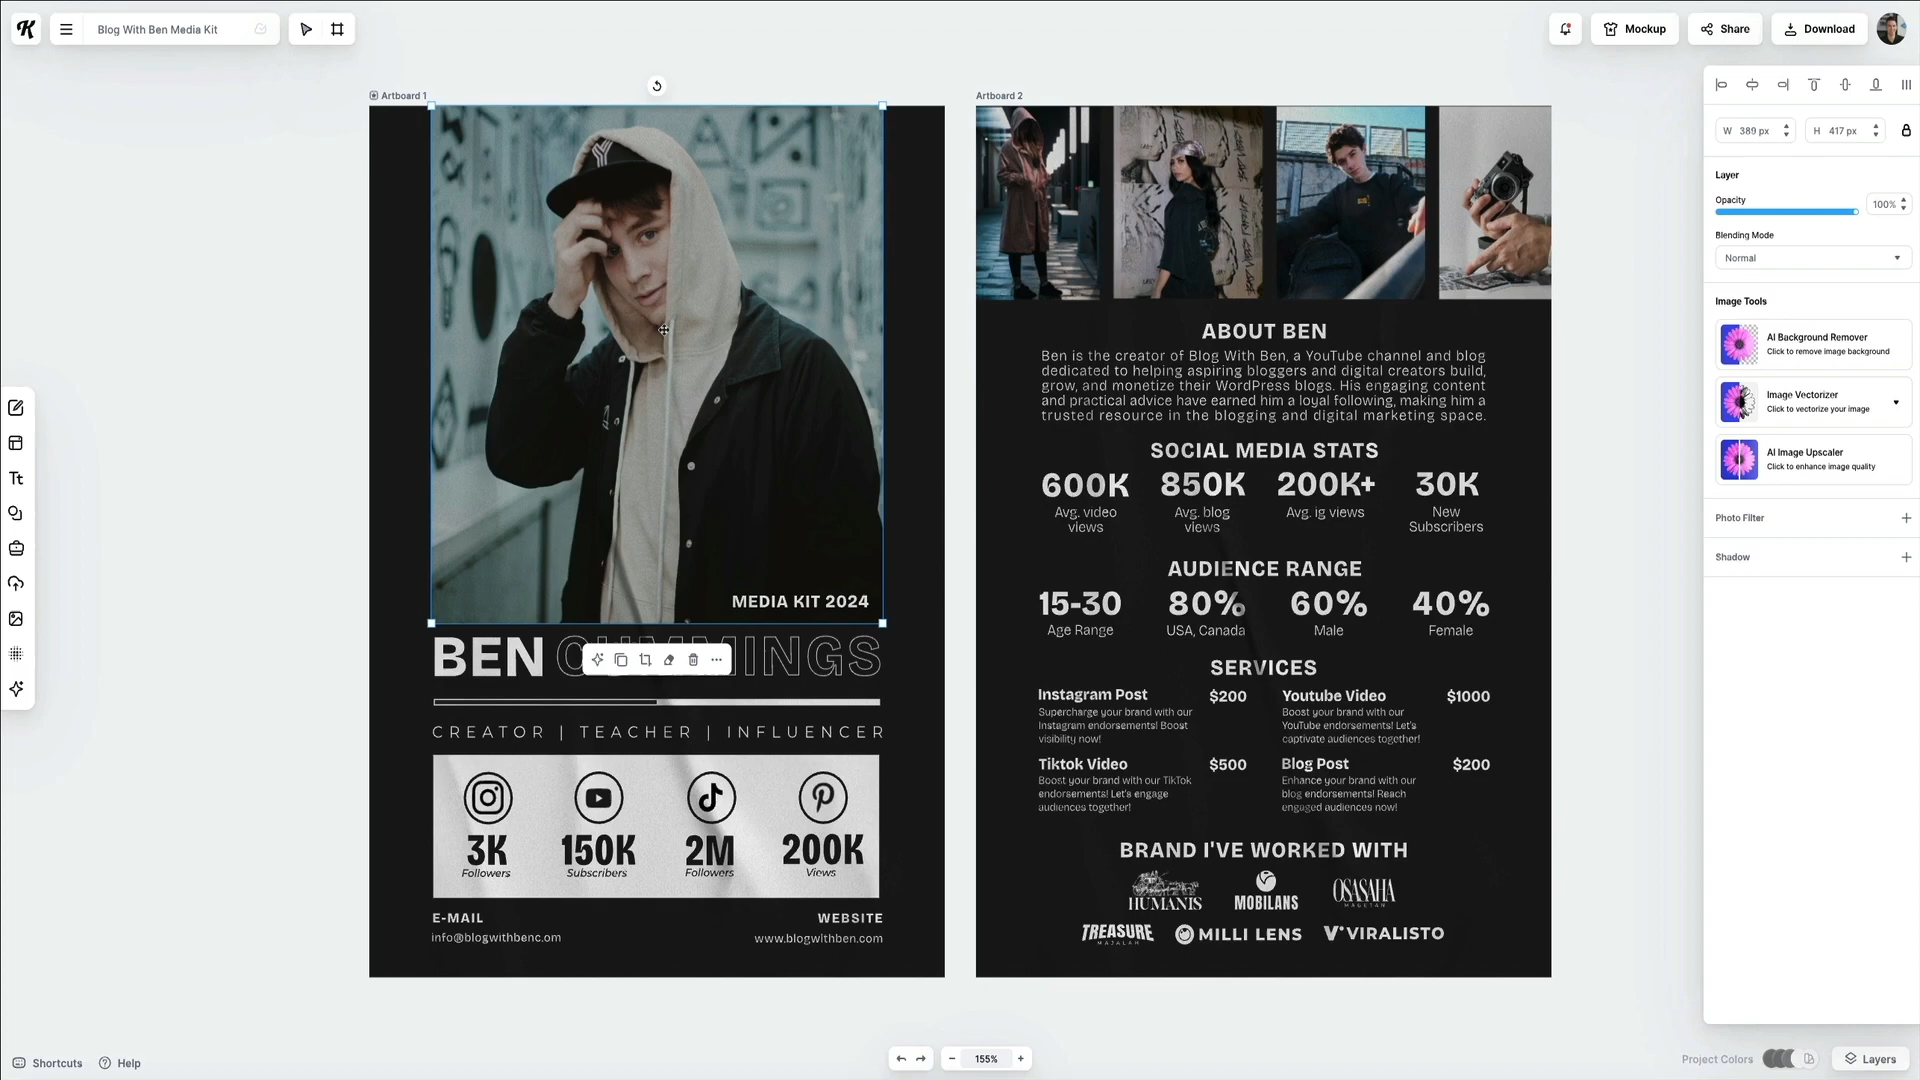 Blog With Ben Media Kit
Mockup
Share
Download
Artboard 1
MEDIA KIT 2024
BEN
INGS
CREATOR | TEACHER | INFLUENCER
3K
Followers
150K
Subscribers
2M
Followers
200K
Views
E-MAIL
info@blogwithbenc.om
WEBSITE
www.blogwithben.com
Artboard 2
ABOUT BEN
Ben is the creator of Blog With Ben, a YouTube channel and blog
dedicated to helping aspiring bloggers and digital creators build,
grow, and monetize their WordPress blogs. His engaging content
and practical advice have earned him a loyal following, making him a
trusted resource in the blogging and digital marketing space.
SOCIAL MEDIA STATS
600K
Avg. video
views
850K
Avg. blog
views
200K+
Avg. ig views
30K
New
Subscribers
AUDIENCE RANGE
15-30
Age Range
80%
USA, Canada
60%
Male
40%
Female
SERVICES
Instagram Post $200
Supercharge your brand with our
Instagram endorsements! Boost
visibility now!
Youtube Video $1000
Boost your brand with our
YouTube endorsements! Let's
captivate audiences together!
Tiktok Video $500
Boost your brand with our TikTok
endorsements! Let's engage
audiences together!
Blog Post $200
Enhance your brand with our
blog endorsements! Reach
engaged audiences now!
BRAND I'VE WORKED WITH
HUMANIS
MOBILANS
OSASAHA
MAGETAN
TREASURE
MAJALAH
MILLI LENS
VIRALISTO
W 389 px
H 417 px
Layer
Opacity
100%
Blending Mode
Normal
Image Tools
AI Background Remover
Click to remove image background
Image Vectorizer
Click to vectorize your image
AI Image Upscaler
Click to enhance image quality
Photo Filter
Shadow
Tt
Shortcuts
Help
155%
Project Colors
Layers